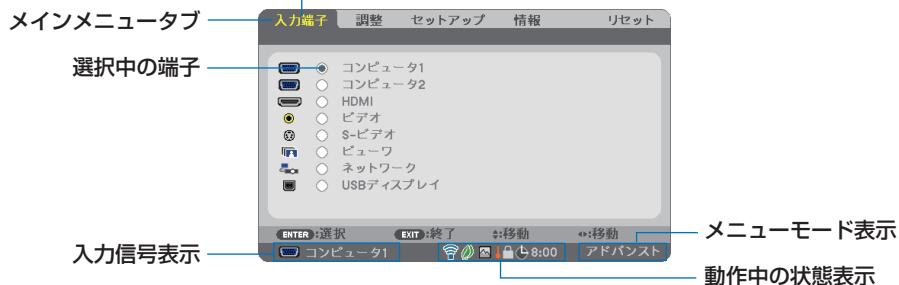 メインメニュータブ
入力端子 調整 セットアップ 情報 リセット
選択中の端子
コンピュータ1
コンピュータ2
HDMI
ビデオ
S-ビデオ
ビューワ
ネットワーク
USBディスプレイ
ENTER:選択 EXIT:終了 :移動 :移動
メニューモード表示
入力信号表示
コンピュータ1 8:00 アドバンスト
動作中の状態表示